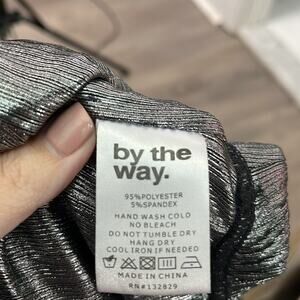 by the
way.
95%POLYESTER
5%SPANDEX
HAND WASH COLD
NO BLEACH
DO NOT TUMBLE DRY
HANG DRY
COOL IRON IF NEEDED
MADE IN CHINA
RN#132829